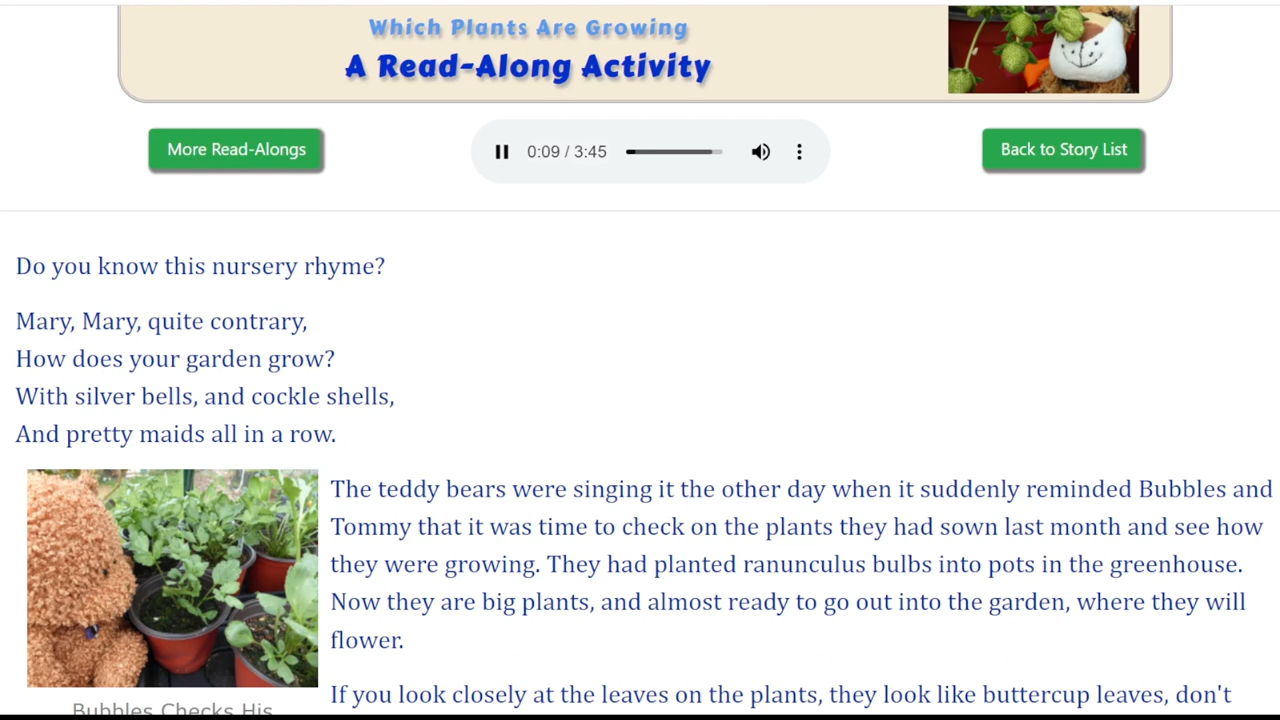 Which Plants Are Growing
A Read-Along Activity
More Read-Alongs
0:09 / 3:45
Back to Story List
Do you know this nursery rhyme?
Mary, Mary, quite contrary,
How does your garden grow?
With silver bells, and cockle shells,
And pretty maids all in a row.
The teddy bears were singing it the other day when it suddenly reminded Bubbles and
Tommy that it was time to check on the plants they had sown last month and see how
they were growing. They had planted ranunculus bulbs into pots in the greenhouse.
Now they are big plants, and almost ready to go out into the garden, where they will
flower.
If you look closely at the leaves on the plants, they look like buttercup leaves, don't
Bubbles Checks His